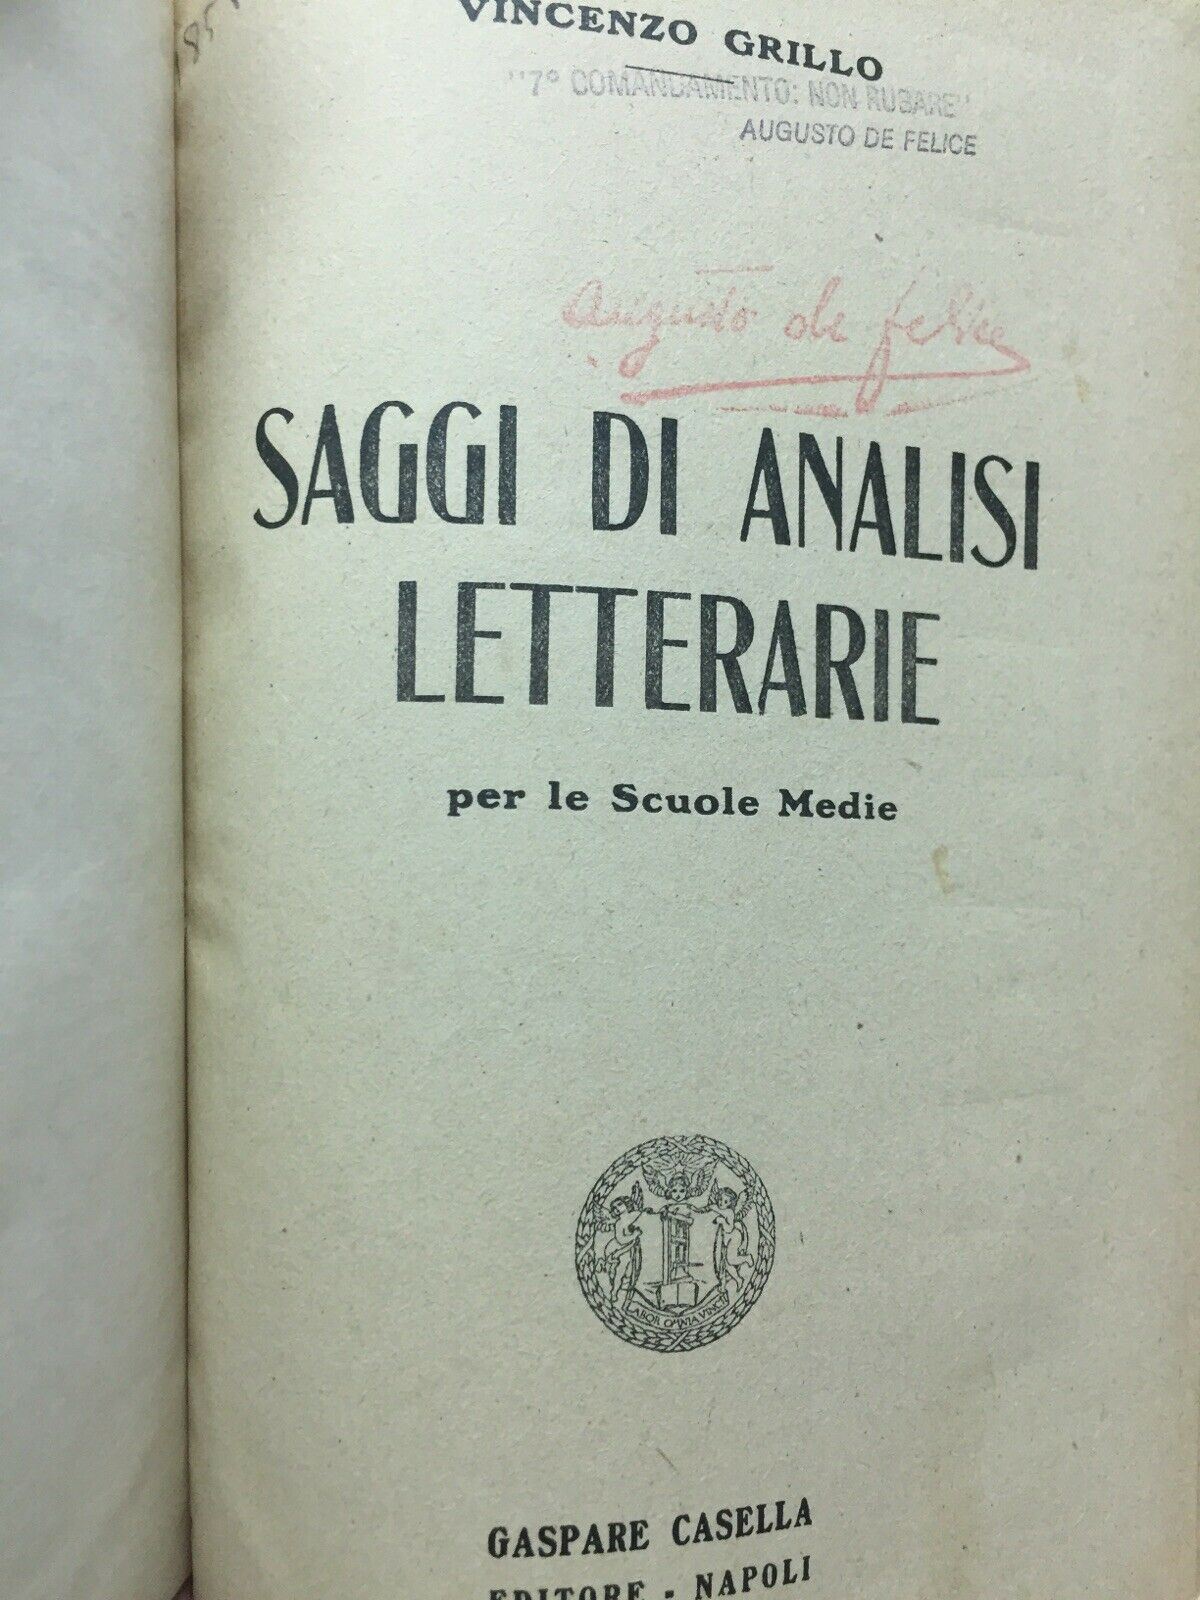 85
VINCENZO GRILLO
"7° COMANDAMENTO: NON RUBARE"
AUGUSTO DE FELICE
Augusto de felice
SAGGI DI ANALISI
LETTERARIE
per le Scuole Medie
LABOR OMNIA VINCIT
GASPARE CASELLA
EDITORE - NAPOLI